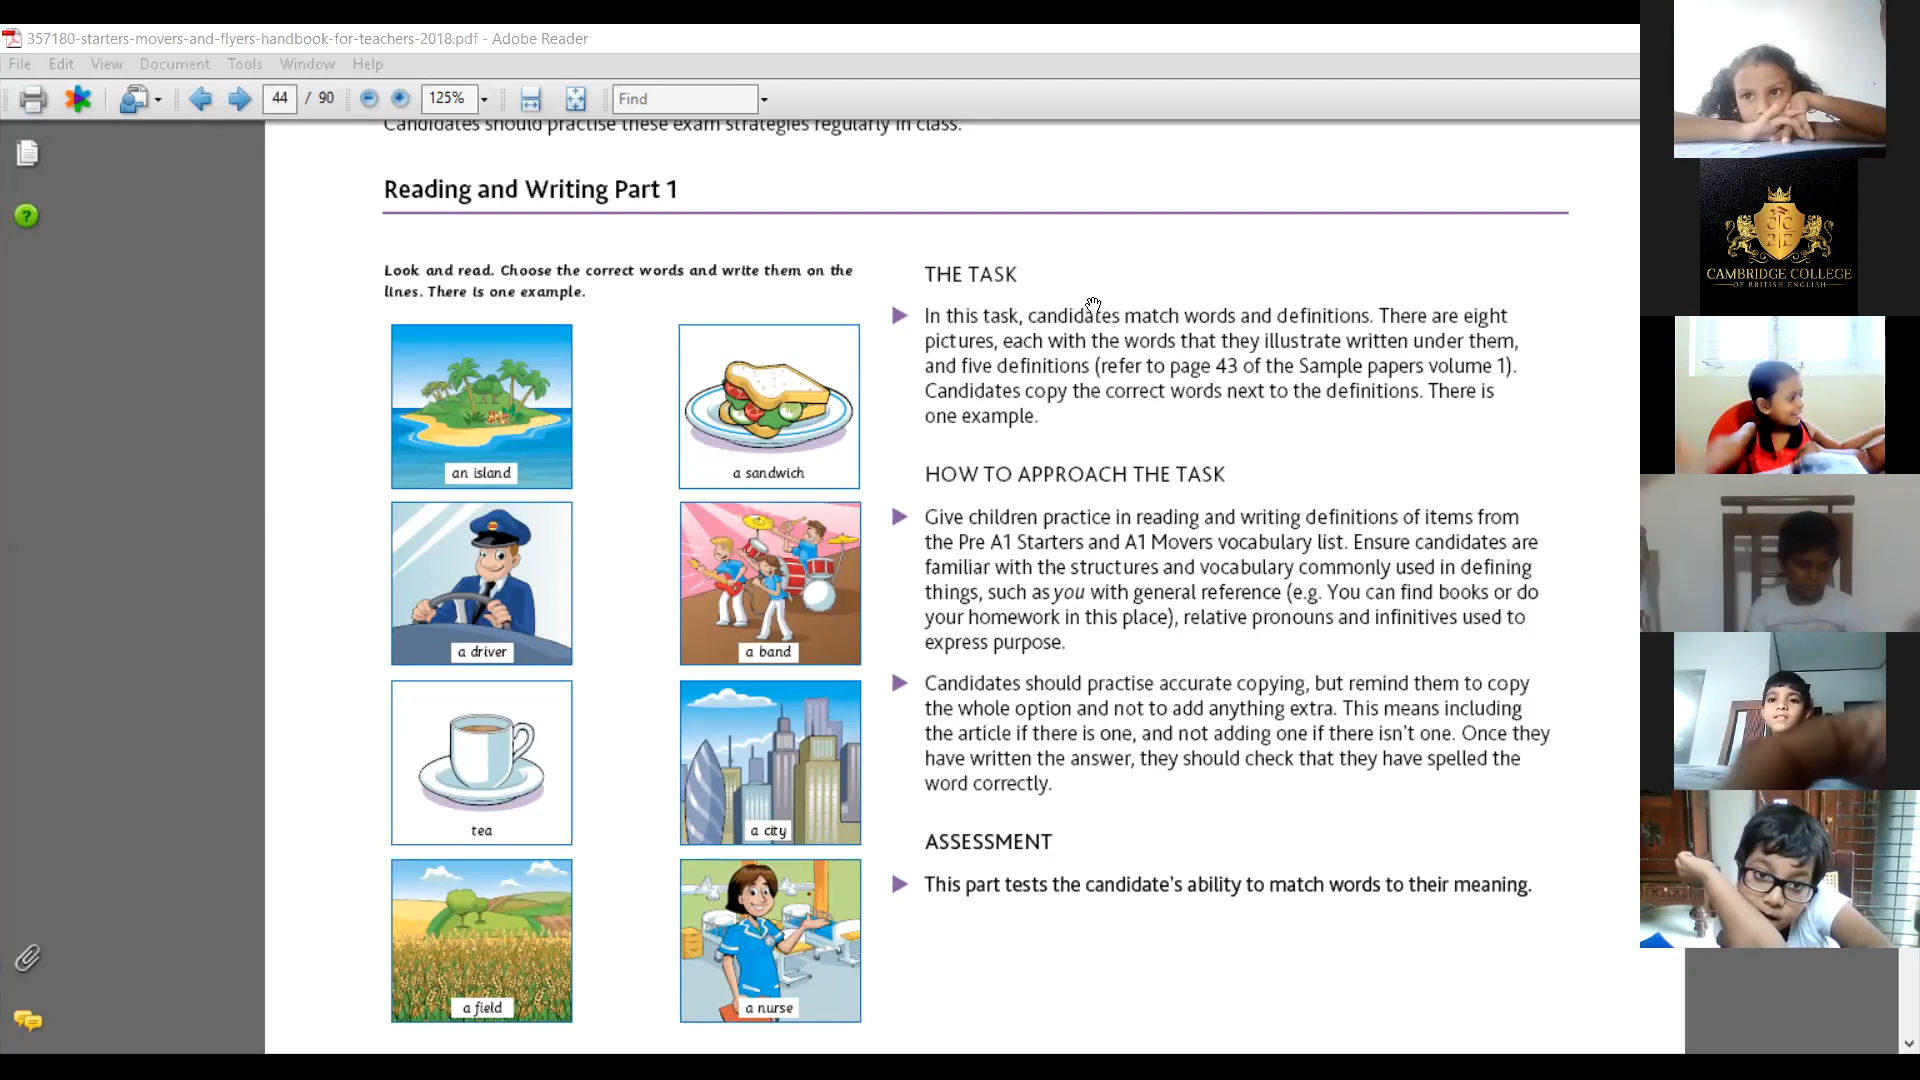 357180-starters-movers-and-flyers-handbook-for-teachers-2018.pdf - Adobe Reader
File Edit View Document Tools Window Help
44 / 90 125% Find
Candidates should practise these exam strategies regularly in class.
Reading and Writing Part 1
Look and read. Choose the correct words and write them on the
lines. There is one example.
an island
a sandwich
a driver
a band
tea
a city
a field
a nurse
THE TASK
In this task, candidates match words and definitions. There are eight
pictures, each with the words that they illustrate written under them,
and five definitions (refer to page 43 of the Sample papers volume 1).
Candidates copy the correct words next to the definitions. There is
one example.
HOW TO APPROACH THE TASK
Give children practice in reading and writing definitions of items from
the Pre A1 Starters and A1 Movers vocabulary list. Ensure candidates are
familiar with the structures and vocabulary commonly used in defining
things, such as you with general reference (e.g. You can find books or do
your homework in this place), relative pronouns and infinitives used to
express purpose.
Candidates should practise accurate copying, but remind them to copy
the whole option and not to add anything extra. This means including
the article if there is one, and not adding one if there isn't one. Once they
have written the answer, they should check that they have spelled the
word correctly.
ASSESSMENT
This part tests the candidate's ability to match words to their meaning.
CAMBRIDGE COLLEGE
OF BRITISH ENGLISH